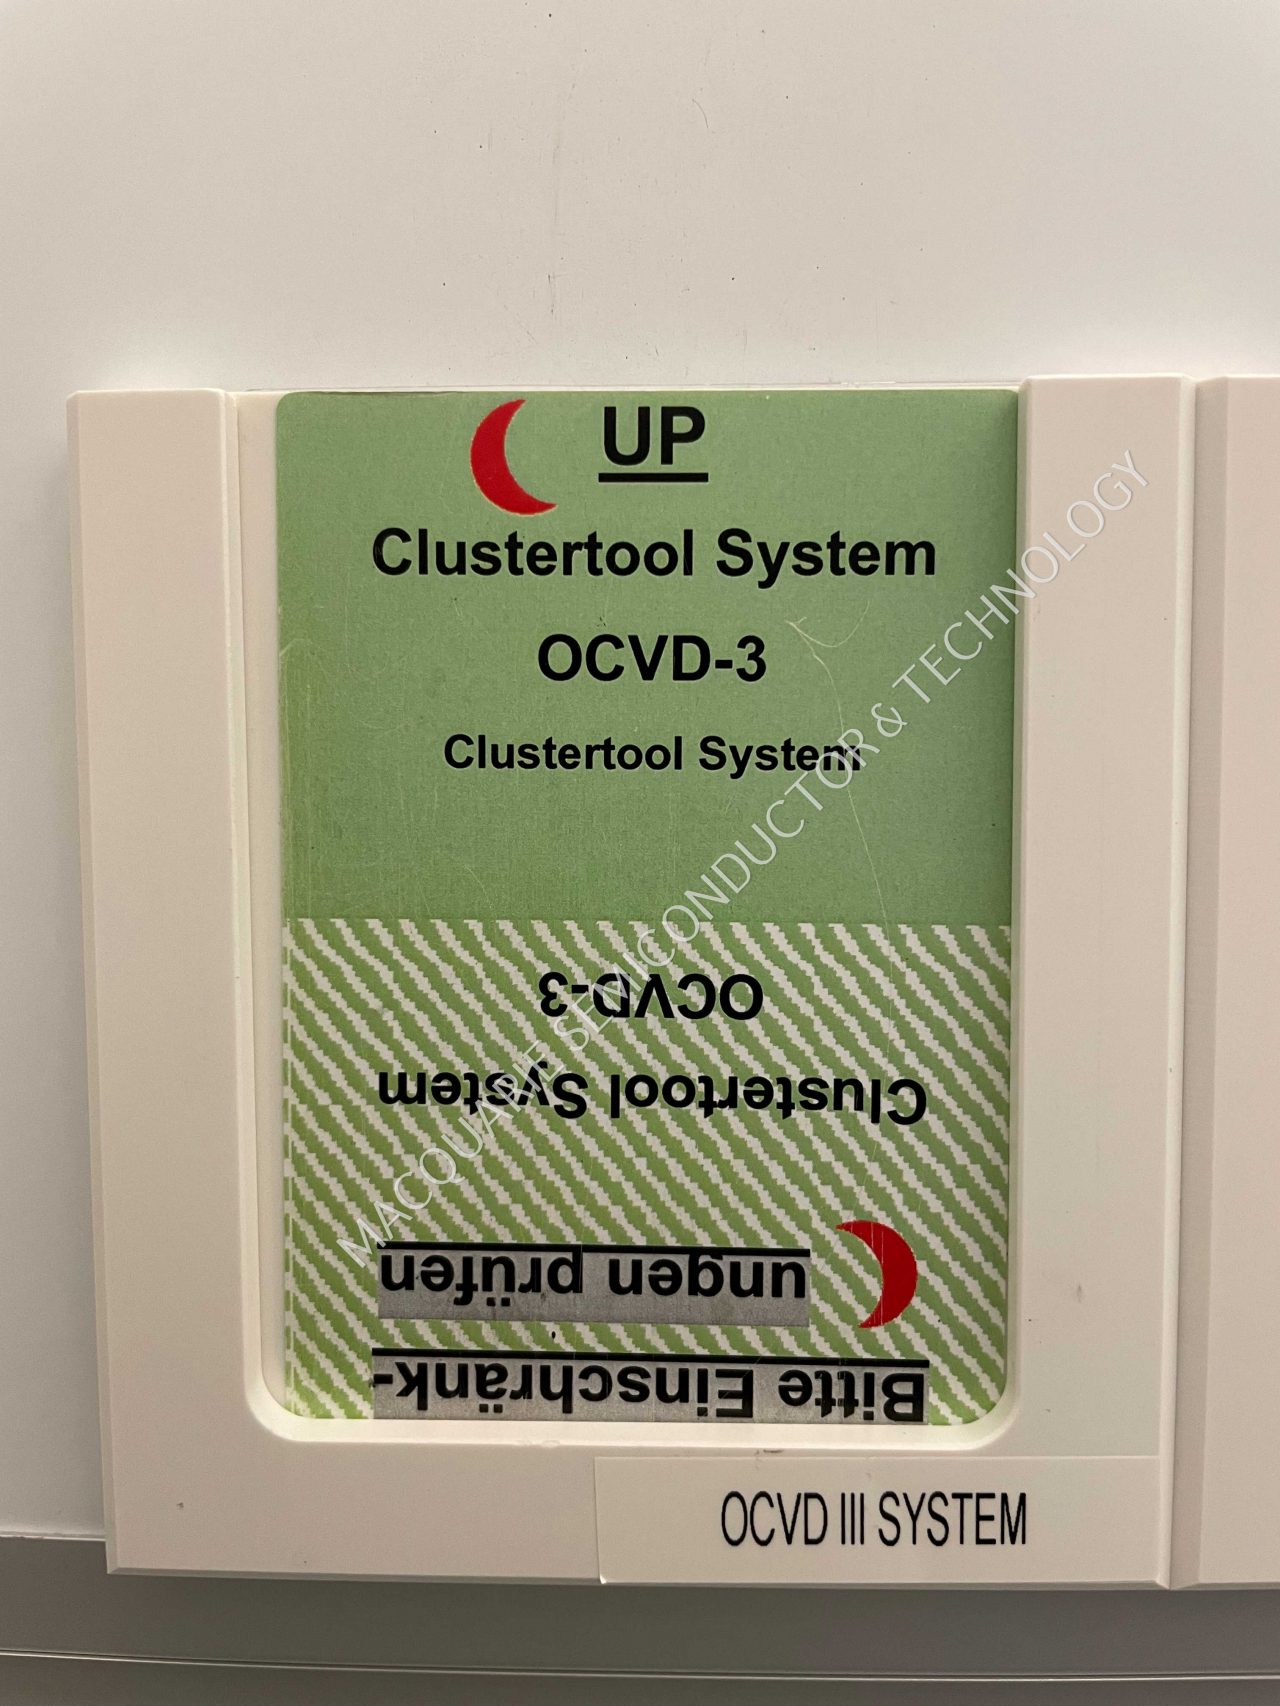 UP
Clustertool System
OCVD-3
Clustertool System
OCVD-3
Clustertool System
ungen prüfen
Bitte Einschränk-
OCVD III SYSTEM
MACQUARIE SEMICONDUCTOR & TECHNOLOGY